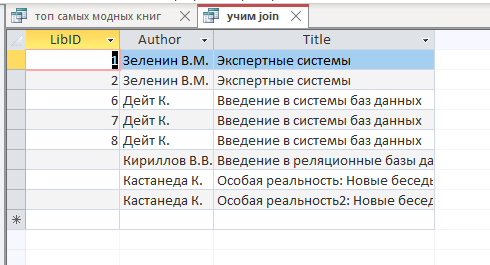 топ самых модных книг учим join
LibID Author Title
1 Зеленин В.М. Экспертные системы
2 Зеленин В.М. Экспертные системы
6 Дейт К. Введение в системы баз данных
7 Дейт К. Введение в системы баз данных
8 Дейт К. Введение в системы баз данных
Кириллов В.В. Введение в реляционные базы да
Кастанеда К. Особая реальность: Новые бесед
Кастанеда К. Особая реальность2: Новые бесед